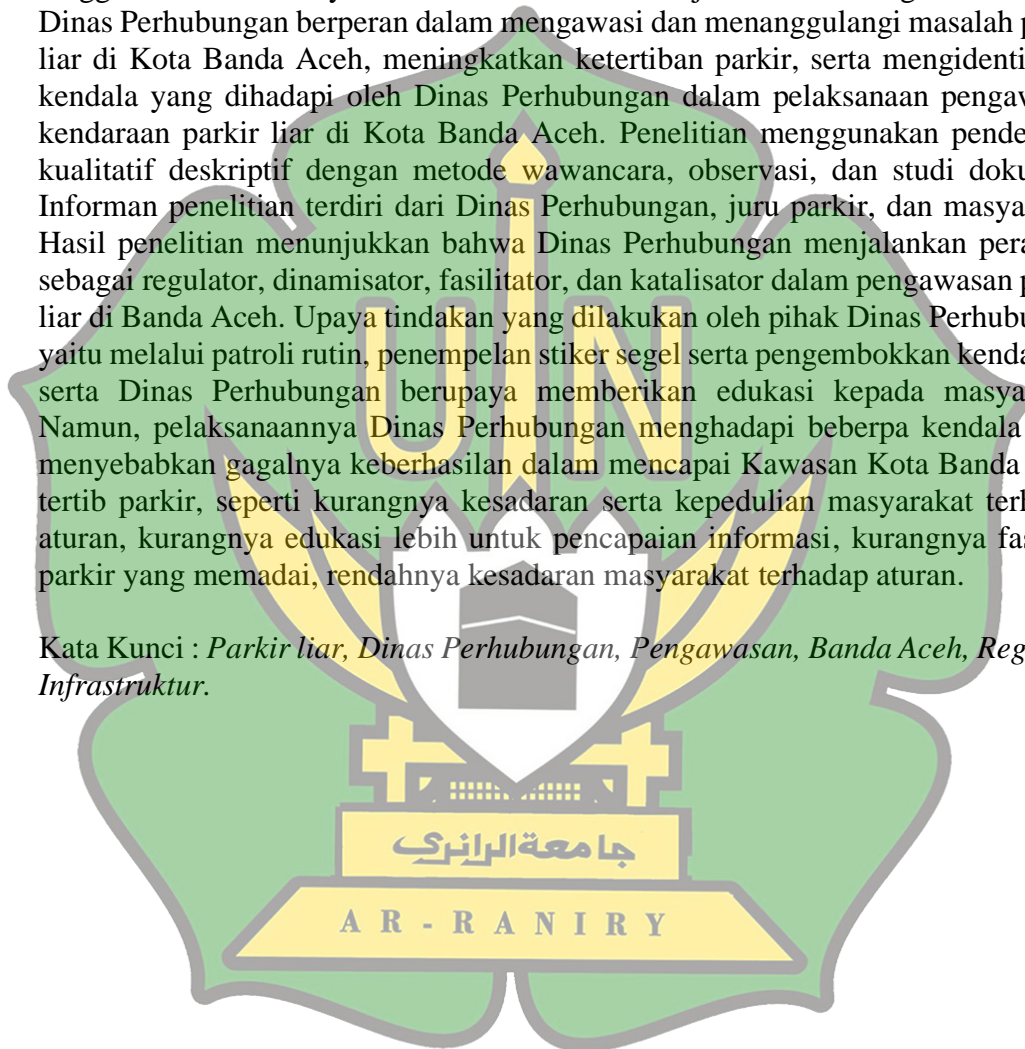 Dinas Perhubungan berperan dalam mengawasi dan menanggulangi masalah p
liar di Kota Banda Aceh, meningkatkan ketertiban parkir, serta mengidenti
kendala yang dihadapi oleh Dinas Perhubungan dalam pelaksanaan pengaw
kendaraan parkir liar di Kota Banda Aceh. Penelitian menggunakan pende
kualitatif deskriptif dengan metode wawancara, observasi, dan studi doku
Informan penelitian terdiri dari Dinas Perhubungan, juru parkir, dan masya
Hasil penelitian menunjukkan bahwa Dinas Perhubungan menjalankan pera
sebagai regulator, dinamisator, fasilitator, dan katalisator dalam pengawasan p
liar di Banda Aceh. Upaya tindakan yang dilakukan oleh pihak Dinas Perhubu
yaitu melalui patroli rutin, penempelan stiker segel serta pengembokkan kenda
serta Dinas Perhubungan berupaya memberikan edukasi kepada masya
Namun, pelaksanaannya Dinas Perhubungan menghadapi beberpa kendala
menyebabkan gagalnya keberhasilan dalam mencapai Kawasan Kota Banda
tertib parkir, seperti kurangnya kesadaran serta kepedulian masyarakat terh
aturan, kurangnya edukasi lebih untuk pencapaian informasi, kurangnya fas
parkir yang memadai, rendahnya kesadaran masyarakat terhadap aturan.
Kata Kunci : Parkir liar, Dinas Perhubungan, Pengawasan, Banda Aceh, Reg
Infrastruktur.
UIN
جامعة الرانري
AR-RANIRY